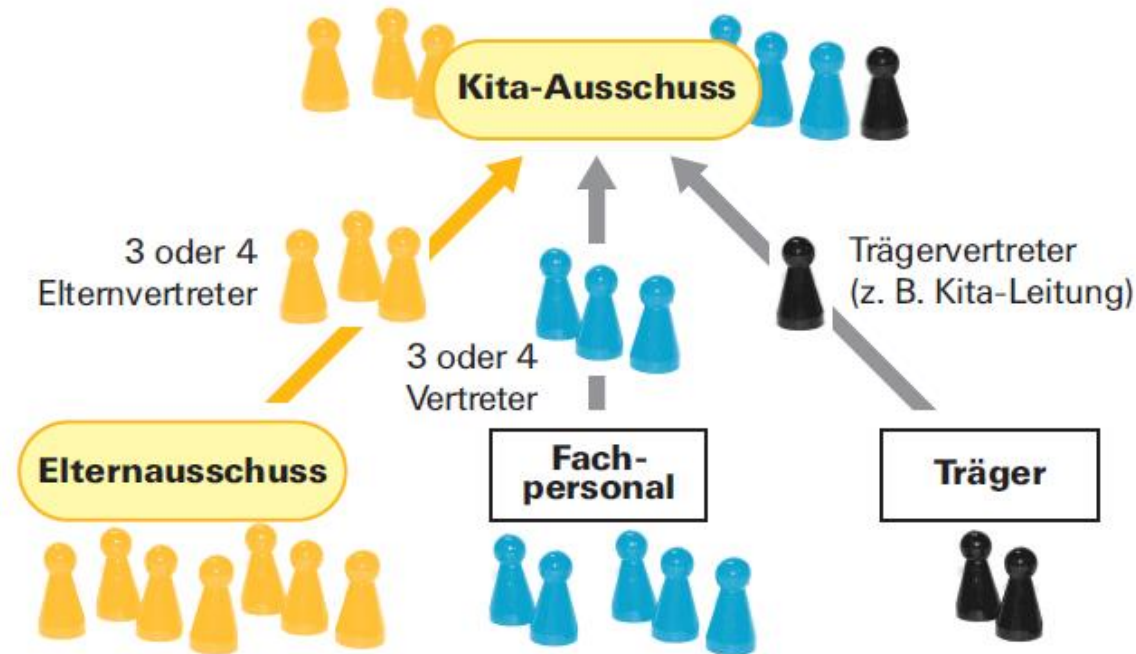 Kita-Ausschuss
3 oder 4
Elternvertreter
3 oder 4
Vertreter
Trägervertreter
(z. B. Kita-Leitung)
Elternausschuss
Fach-
personal
Träger